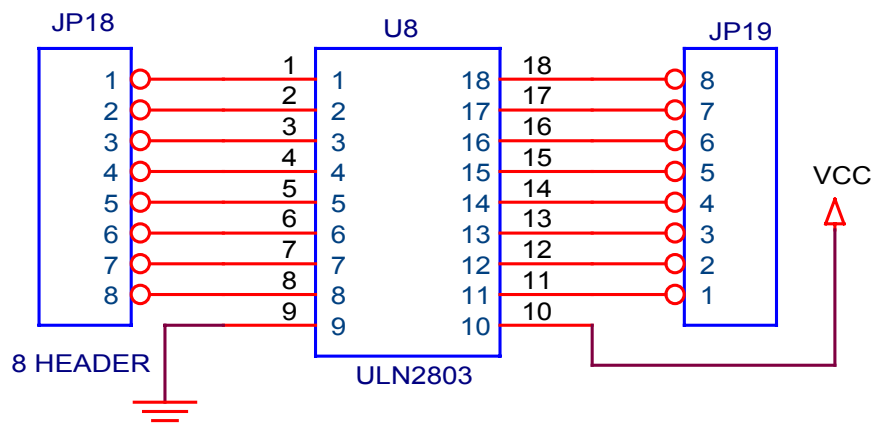 JP18 U8 JP19
1 1 1 18 18 8
2 2 2 17 17 7
3 3 3 16 16 6
4 4 4 15 15 5
5 5 5 14 14 4
6 6 6 13 13 3
7 7 7 12 12 2
8 8 8 11 11 1
9 9 10 10
VCC
8 HEADER
ULN2803